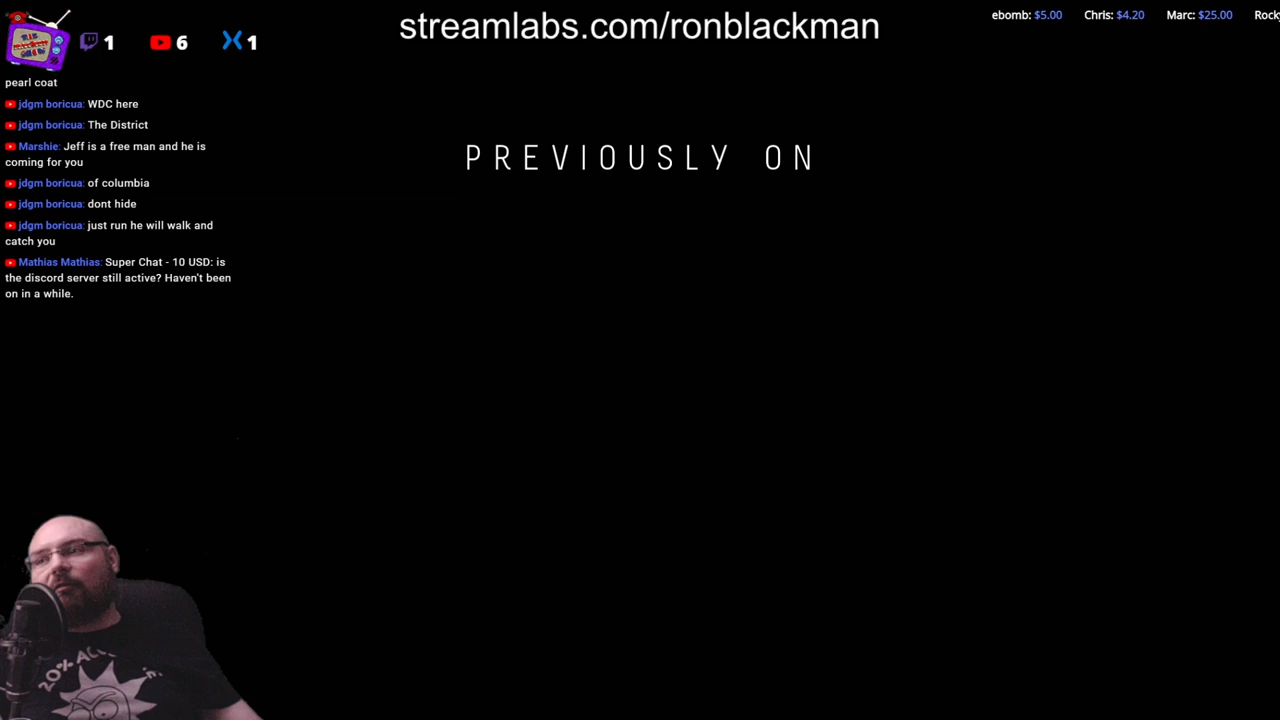 streamlabs.com/ronblackman
ebomb: $5.00 Chris: $4.20 Marc: $25.00 Rock
1 6 1
pearl coat
jdgm boricua: WDC here
jdgm boricua: The District
Marshie: Jeff is a free man and he is
coming for you
jdgm boricua: of columbia
jdgm boricua: dont hide
jdgm boricua: just run he will walk and
catch you
Mathias Mathias: Super Chat - 10 USD: is
the discord server still active? Haven't been
on in a while.
PREVIOUSLY ON